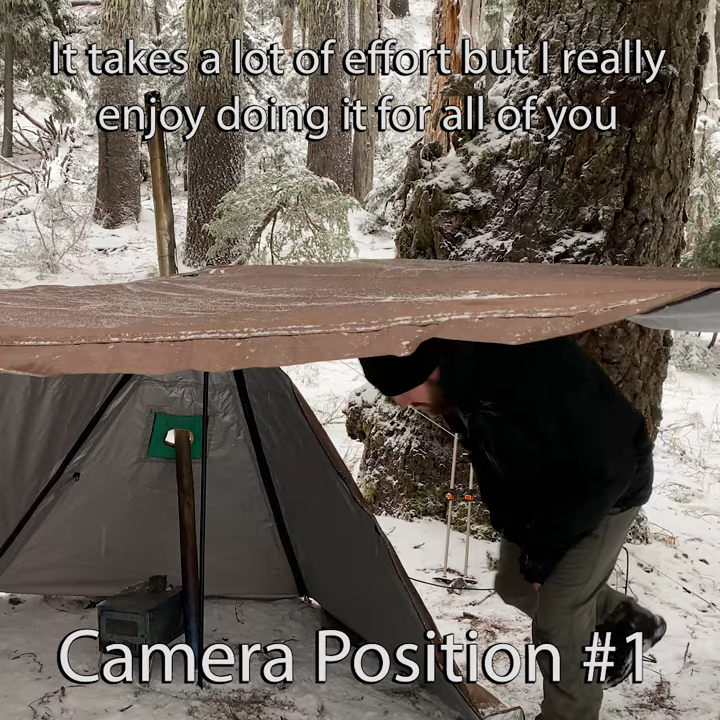 It takes a lot of effort but I really
enjoy doing it for all of you
Camera Position #1